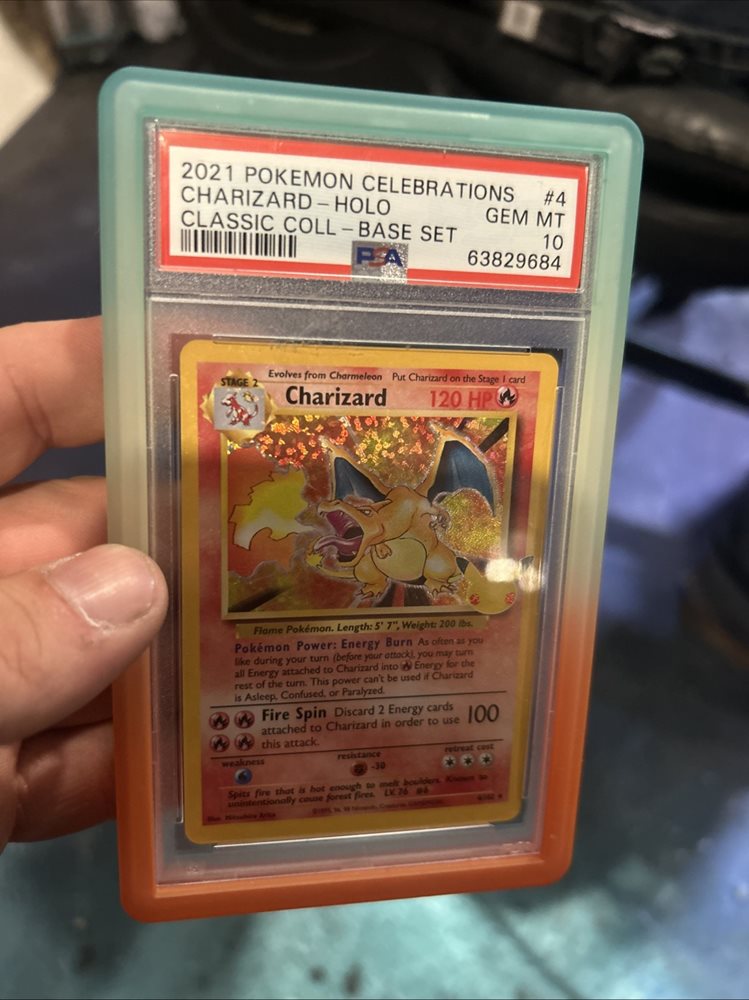 2021 POKEMON CELEBRATIONS #4
CHARIZARD - HOLO GEM MT
CLASSIC COLL - BASE SET 10
PSA 63829684
Evolves from Charmeleon Put Charizard on the Stage 1 card
STAGE 2
Charizard 120 HP
Flame Pokémon. Length: 5' 7", Weight: 200 lbs.
Pokémon Power: Energy Burn As often as you
like during your turn (before your attack), you may turn
all Energy attached to Charizard into Energy for the
rest of the turn. This power can't be used if Charizard
is Asleep, Confused, or Paralyzed.
Fire Spin Discard 2 Energy cards
attached to Charizard in order to use 100
this attack.
weakness resistance retreat cost
-30
Spits fire that is hot enough to melt boulders. Known to
unintentionally cause forest fires. LV. 76 #6
Illus. Mitsuhiro Arita 4/102